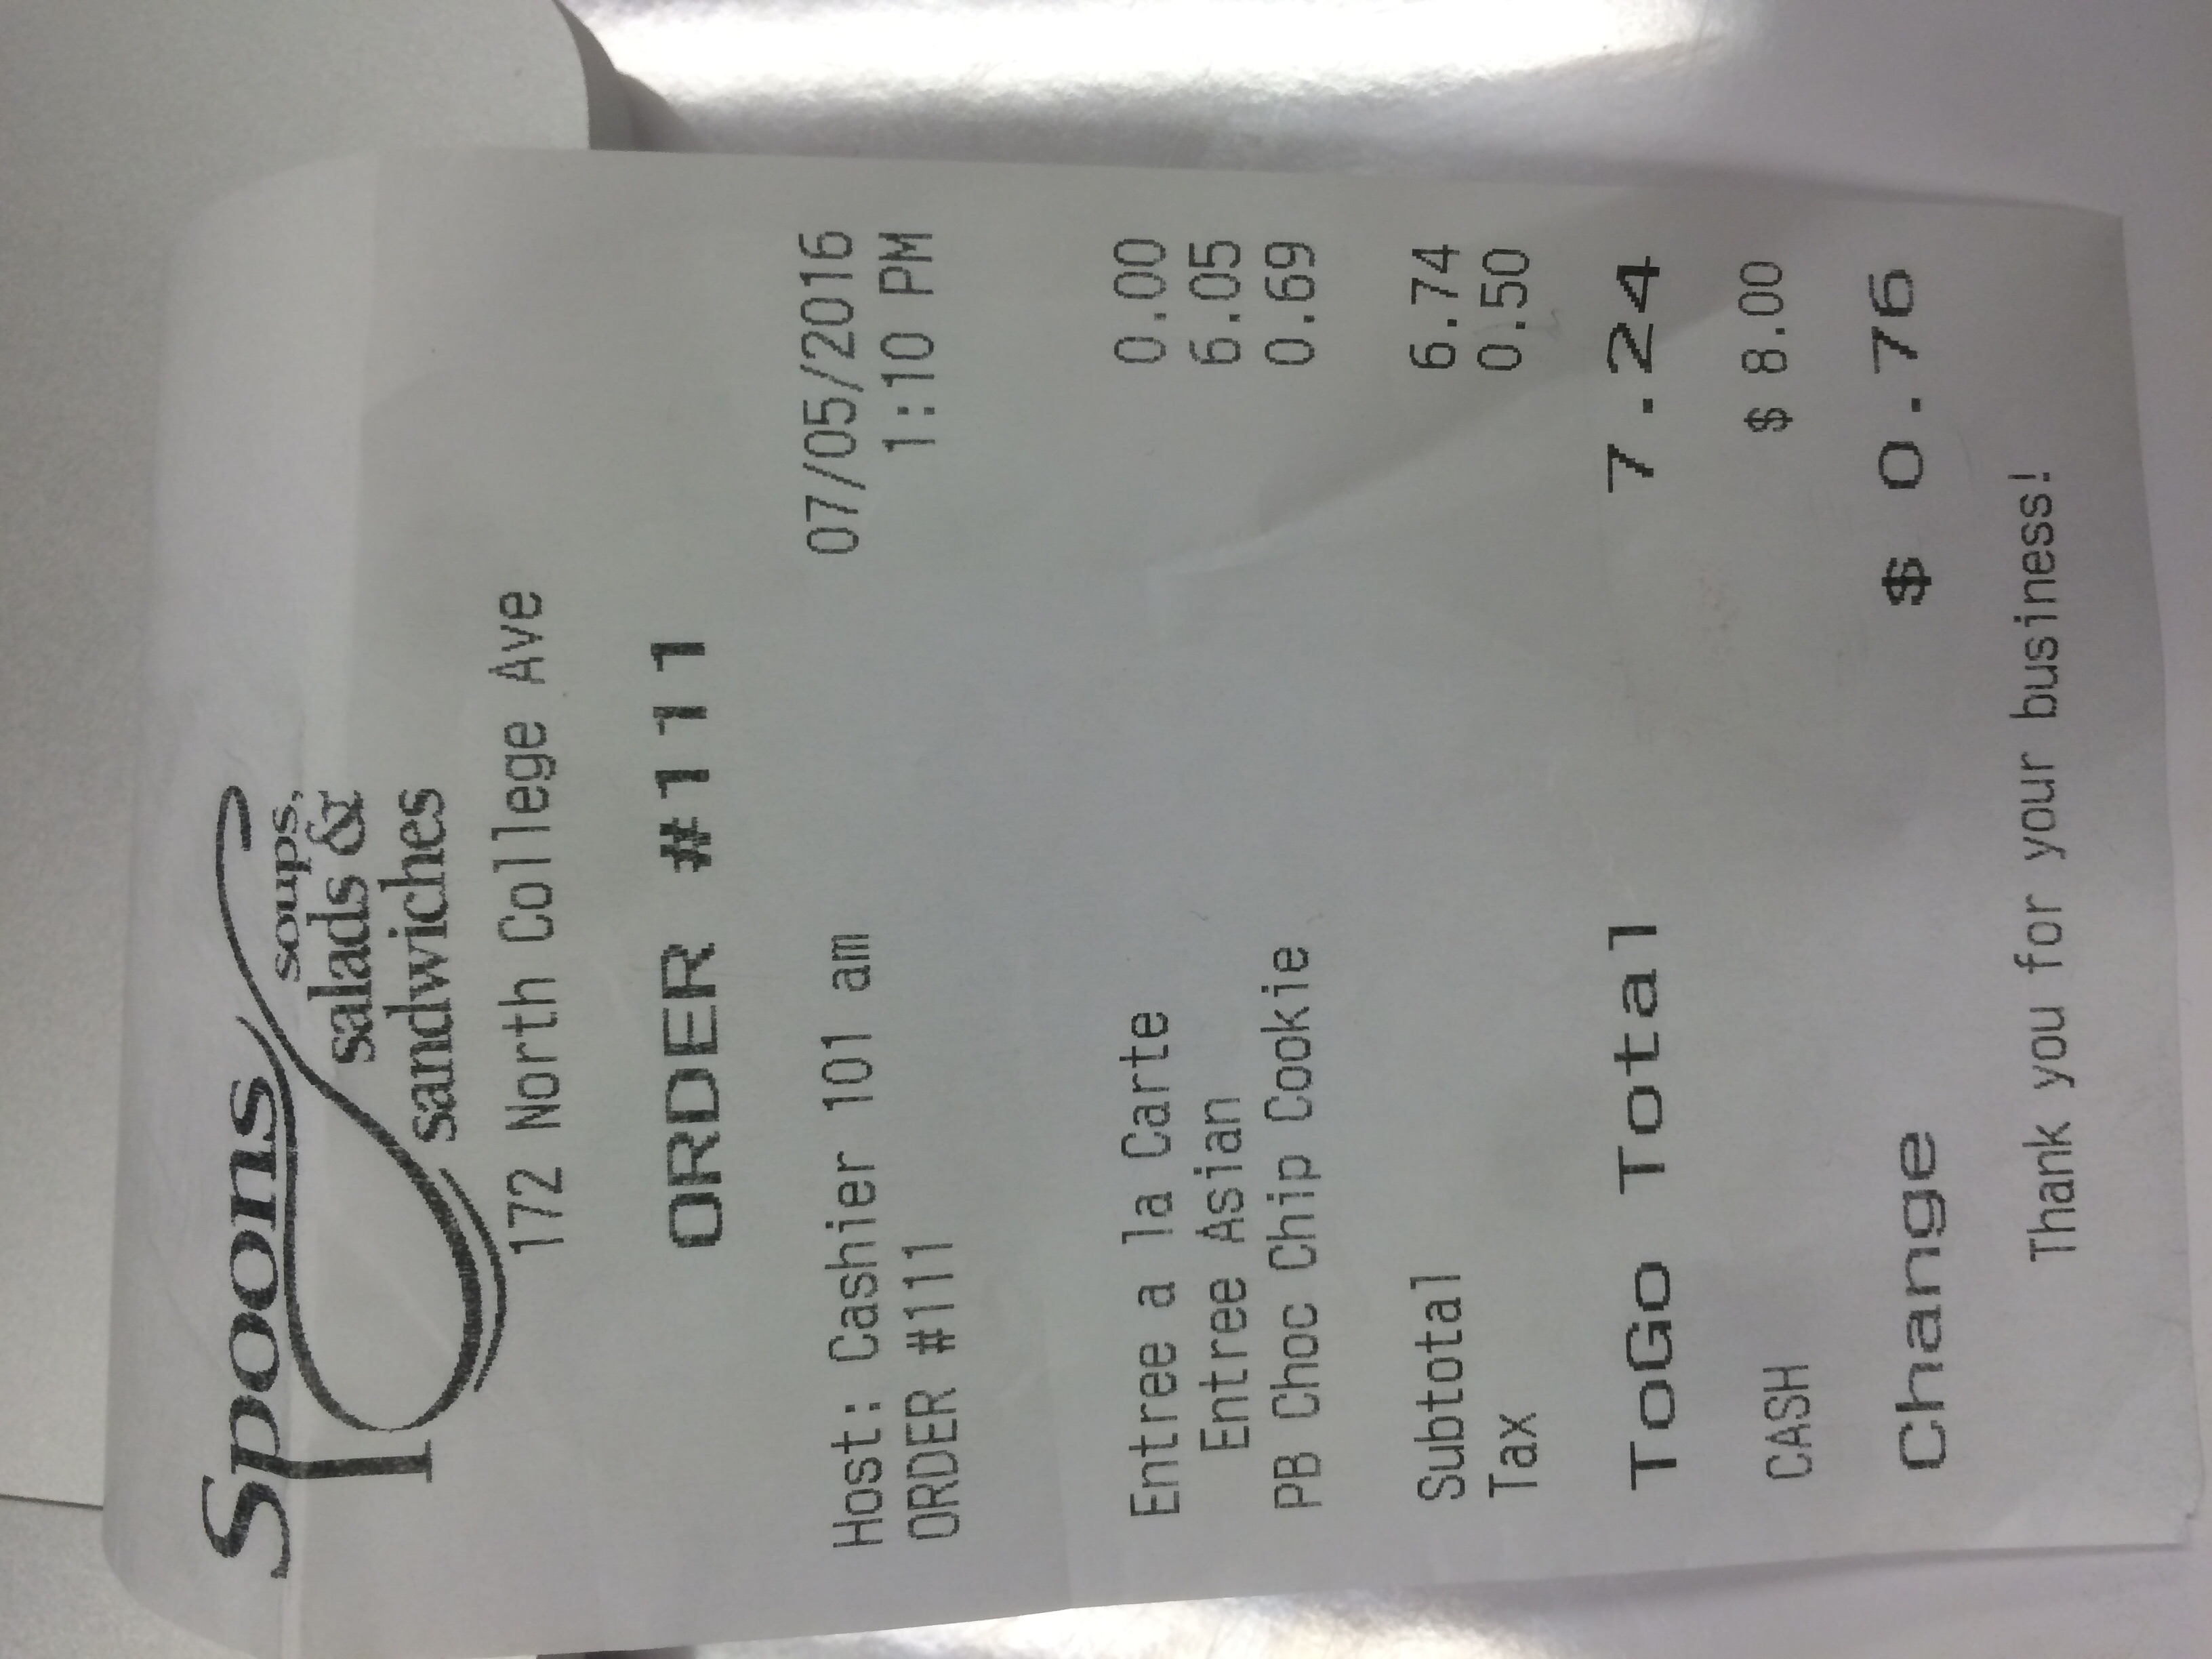 Spoons
soups,
salads &
sandwiches
172 North College Ave
ORDER #111
Host: Cashier 101 am 07/05/2016
ORDER #111 1:10 PM
Entree a la Carte 0.00
Entree Asian 6.05
PB Choc Chip Cookie 0.69
Subtotal 6.74
Tax 0.50
ToGo Total 7.24
CASH $ 8.00
Change $ 0.76
Thank you for your business!